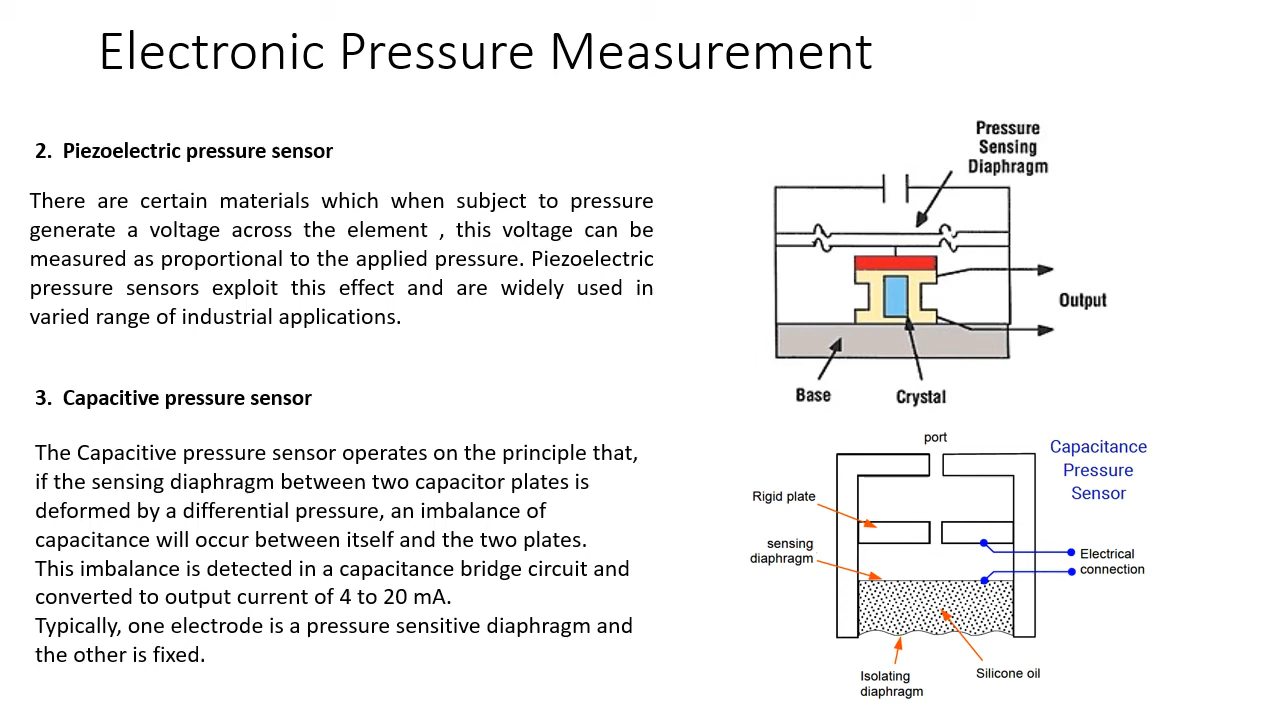 Electronic Pressure Measurement
2. Piezoelectric pressure sensor
There are certain materials which when subject to pressure
generate a voltage across the element , this voltage can be
measured as proportional to the applied pressure. Piezoelectric
pressure sensors exploit this effect and are widely used in
varied range of industrial applications.
3. Capacitive pressure sensor
The Capacitive pressure sensor operates on the principle that,
if the sensing diaphragm between two capacitor plates is
deformed by a differential pressure, an imbalance of
capacitance will occur between itself and the two plates.
This imbalance is detected in a capacitance bridge circuit and
converted to output current of 4 to 20 mA.
Typically, one electrode is a pressure sensitive diaphragm and
the other is fixed.
Pressure
Sensing
Diaphragm
Output
Base
Crystal
port
Capacitance
Pressure
Sensor
Rigid plate
sensing
diaphragm
Electrical
connection
Isolating
diaphragm
Silicone oil